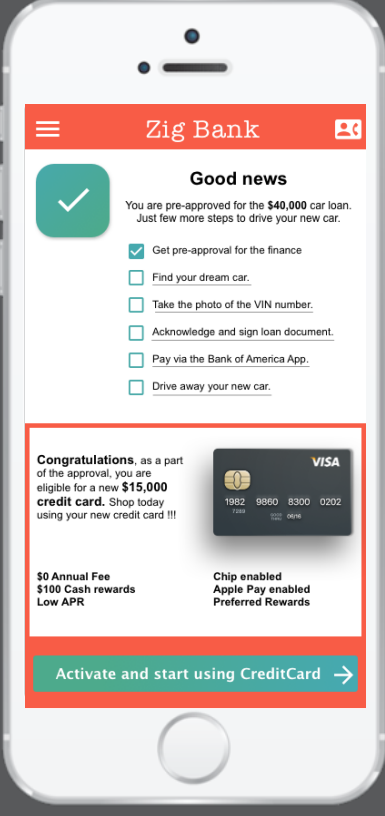 Zig Bank
Good news
You are pre-approved for the $40,000 car loan.
Just few more steps to drive your new car.
Get pre-approval for the finance
Find your dream car.
Take the photo of the VIN number.
Acknowledge and sign loan document.
Pay via the Bank of America App.
Drive away your new car.
Congratulations, as a part
of the approval, you are
eligible for a new $15,000
credit card. Shop today
using your new credit card !!!
VISA
1982 9860 8300 0202
7289
06/16
$0 Annual Fee
$100 Cash rewards
Low APR
Chip enabled
Apple Pay enabled
Preferred Rewards
Activate and start using CreditCard